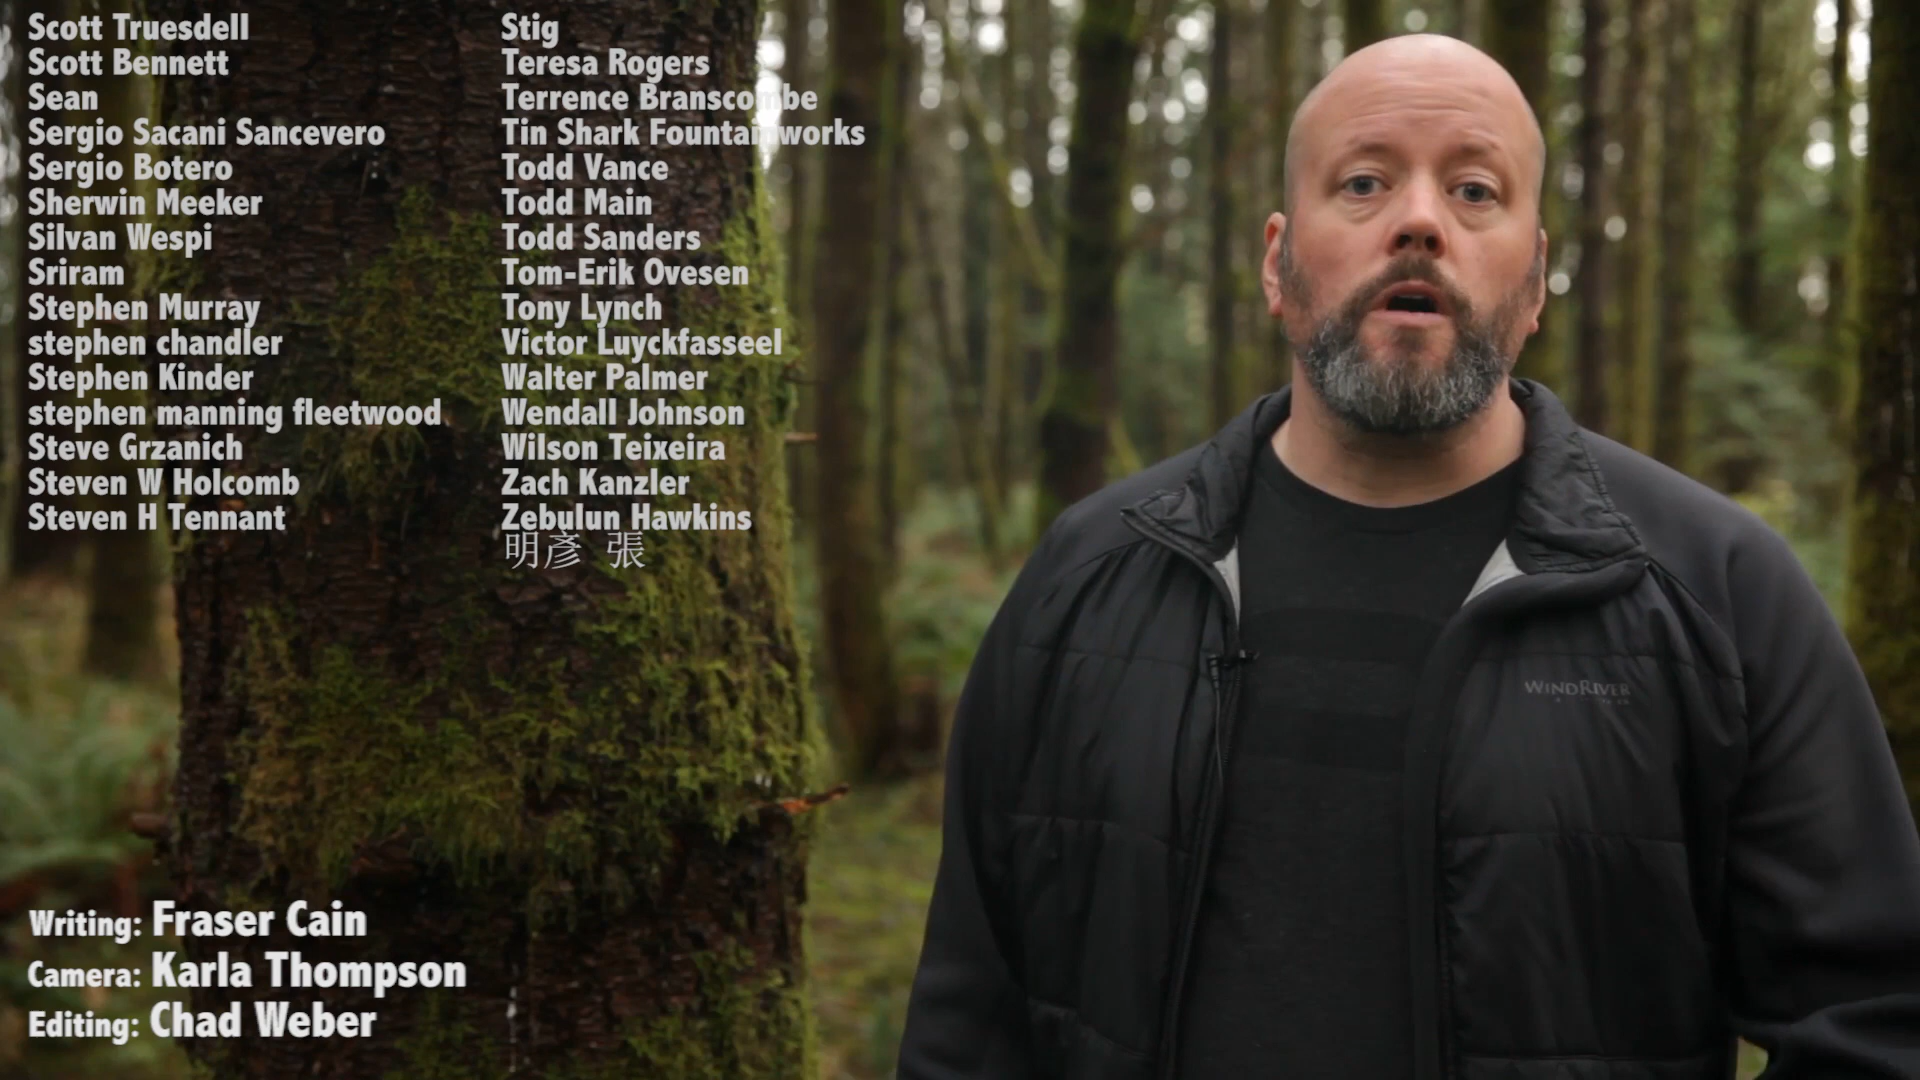 Scott Truesdell
Scott Bennett
Sean
Sergio Sacani Sancevero
Sergio Botero
Sherwin Meeker
Silvan Wespi
Sriram
Stephen Murray
stephen chandler
Stephen Kinder
stephen manning fleetwood
Steve Grzanich
Steven W Holcomb
Steven H Tennant
Stig
Teresa Rogers
Terrence Branscombe
Tin Shark Fountainworks
Todd Vance
Todd Main
Todd Sanders
Tom-Erik Ovesen
Tony Lynch
Victor Luyckfasseel
Walter Palmer
Wendall Johnson
Wilson Teixeira
Zach Kanzler
Zebulun Hawkins
明彥 張
Writing: Fraser Cain
Camera: Karla Thompson
Editing: Chad Weber
WINDRIVER